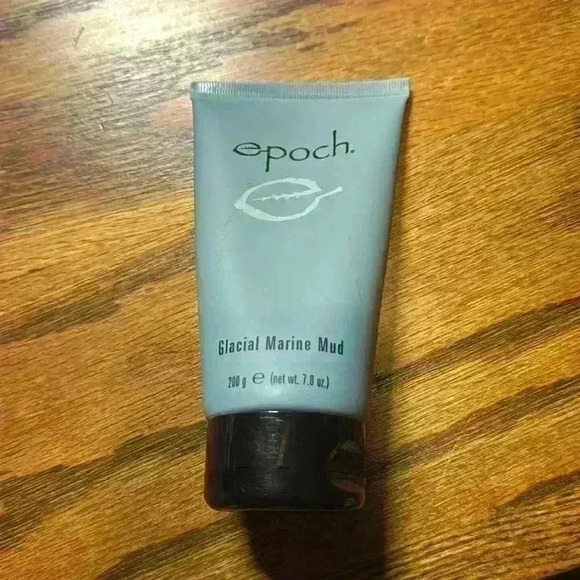 epoch.
Glacial Marine Mud
200 g ℮ (net wt. 7.0 oz.)